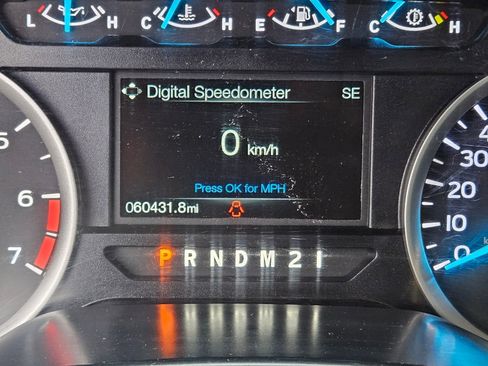 L H C H E F C H
Digital Speedometer SE
0 km/h
Press OK for MPH
060431.8mi
P R N D M 2 1
5
6
7
40
30
20
10
0